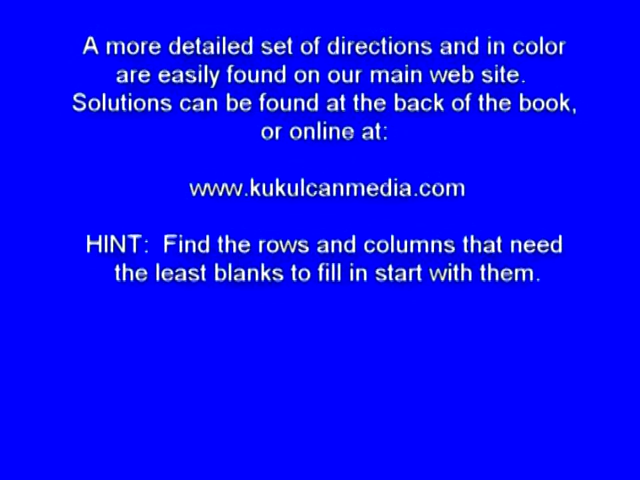 A more detailed set of directions and in color
are easily found on our main web site.
Solutions can be found at the back of the book,
or online at:
www.kukulcanmedia.com
HINT:  Find the rows and columns that need
the least blanks to fill in start with them.